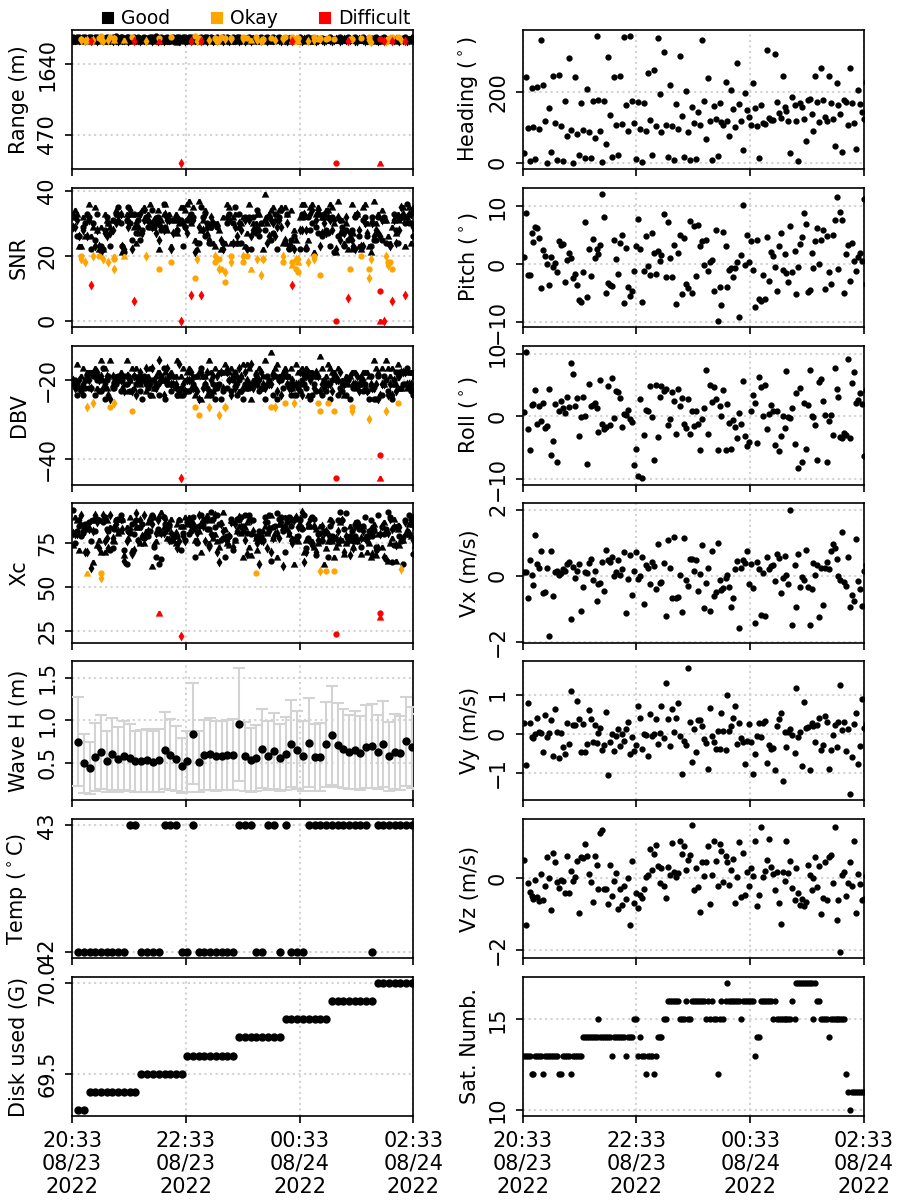 Good Okay Difficult
Range (m)
1640
470
Heading (°)
200
0
SNR
40
20
0
Pitch (°)
10
0
−10
DBV
−20
−40
Roll (°)
10
0
−10
Xc
75
50
25
Vx (m/s)
2
0
−2
Wave H (m)
1.5
1.0
0.5
Vy (m/s)
1
0
−1
Temp (°C)
43
42
Vz (m/s)
0
−2
Disk used (G)
70.0
69.5
Sat. Numb.
15
10
20:33 22:33 00:33 02:33
08/23 08/23 08/24 08/24
2022 2022 2022 2022
20:33 22:33 00:33 02:33
08/23 08/23 08/24 08/24
2022 2022 2022 2022